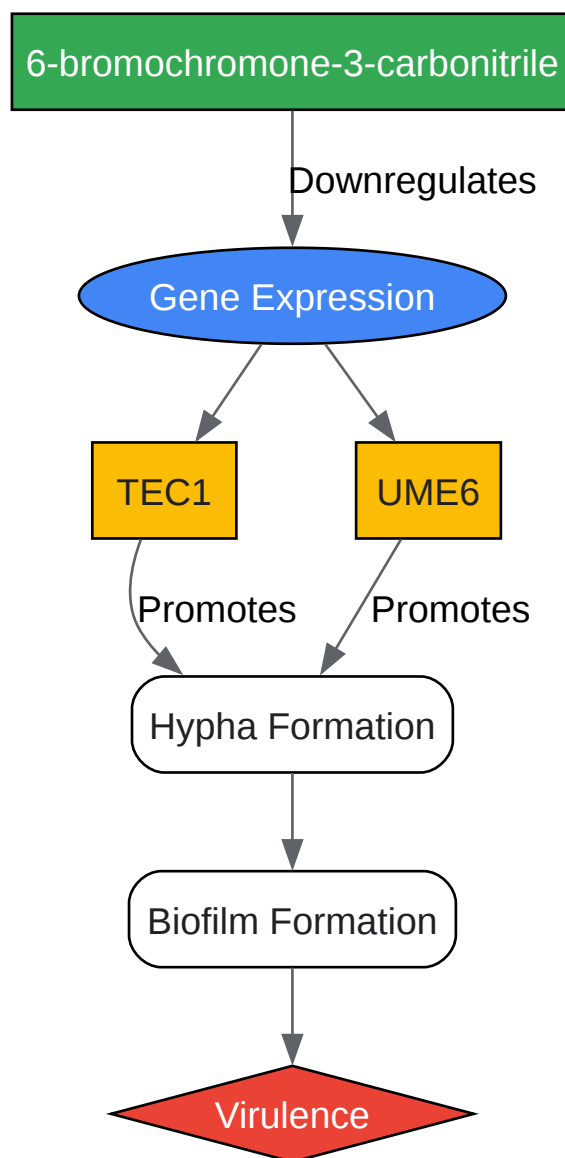 6-bromochromone-3-carbonitrile
Downregulates
Gene Expression
TEC1
UME6
Promotes
Promotes
Hypha Formation
Biofilm Formation
Virulence